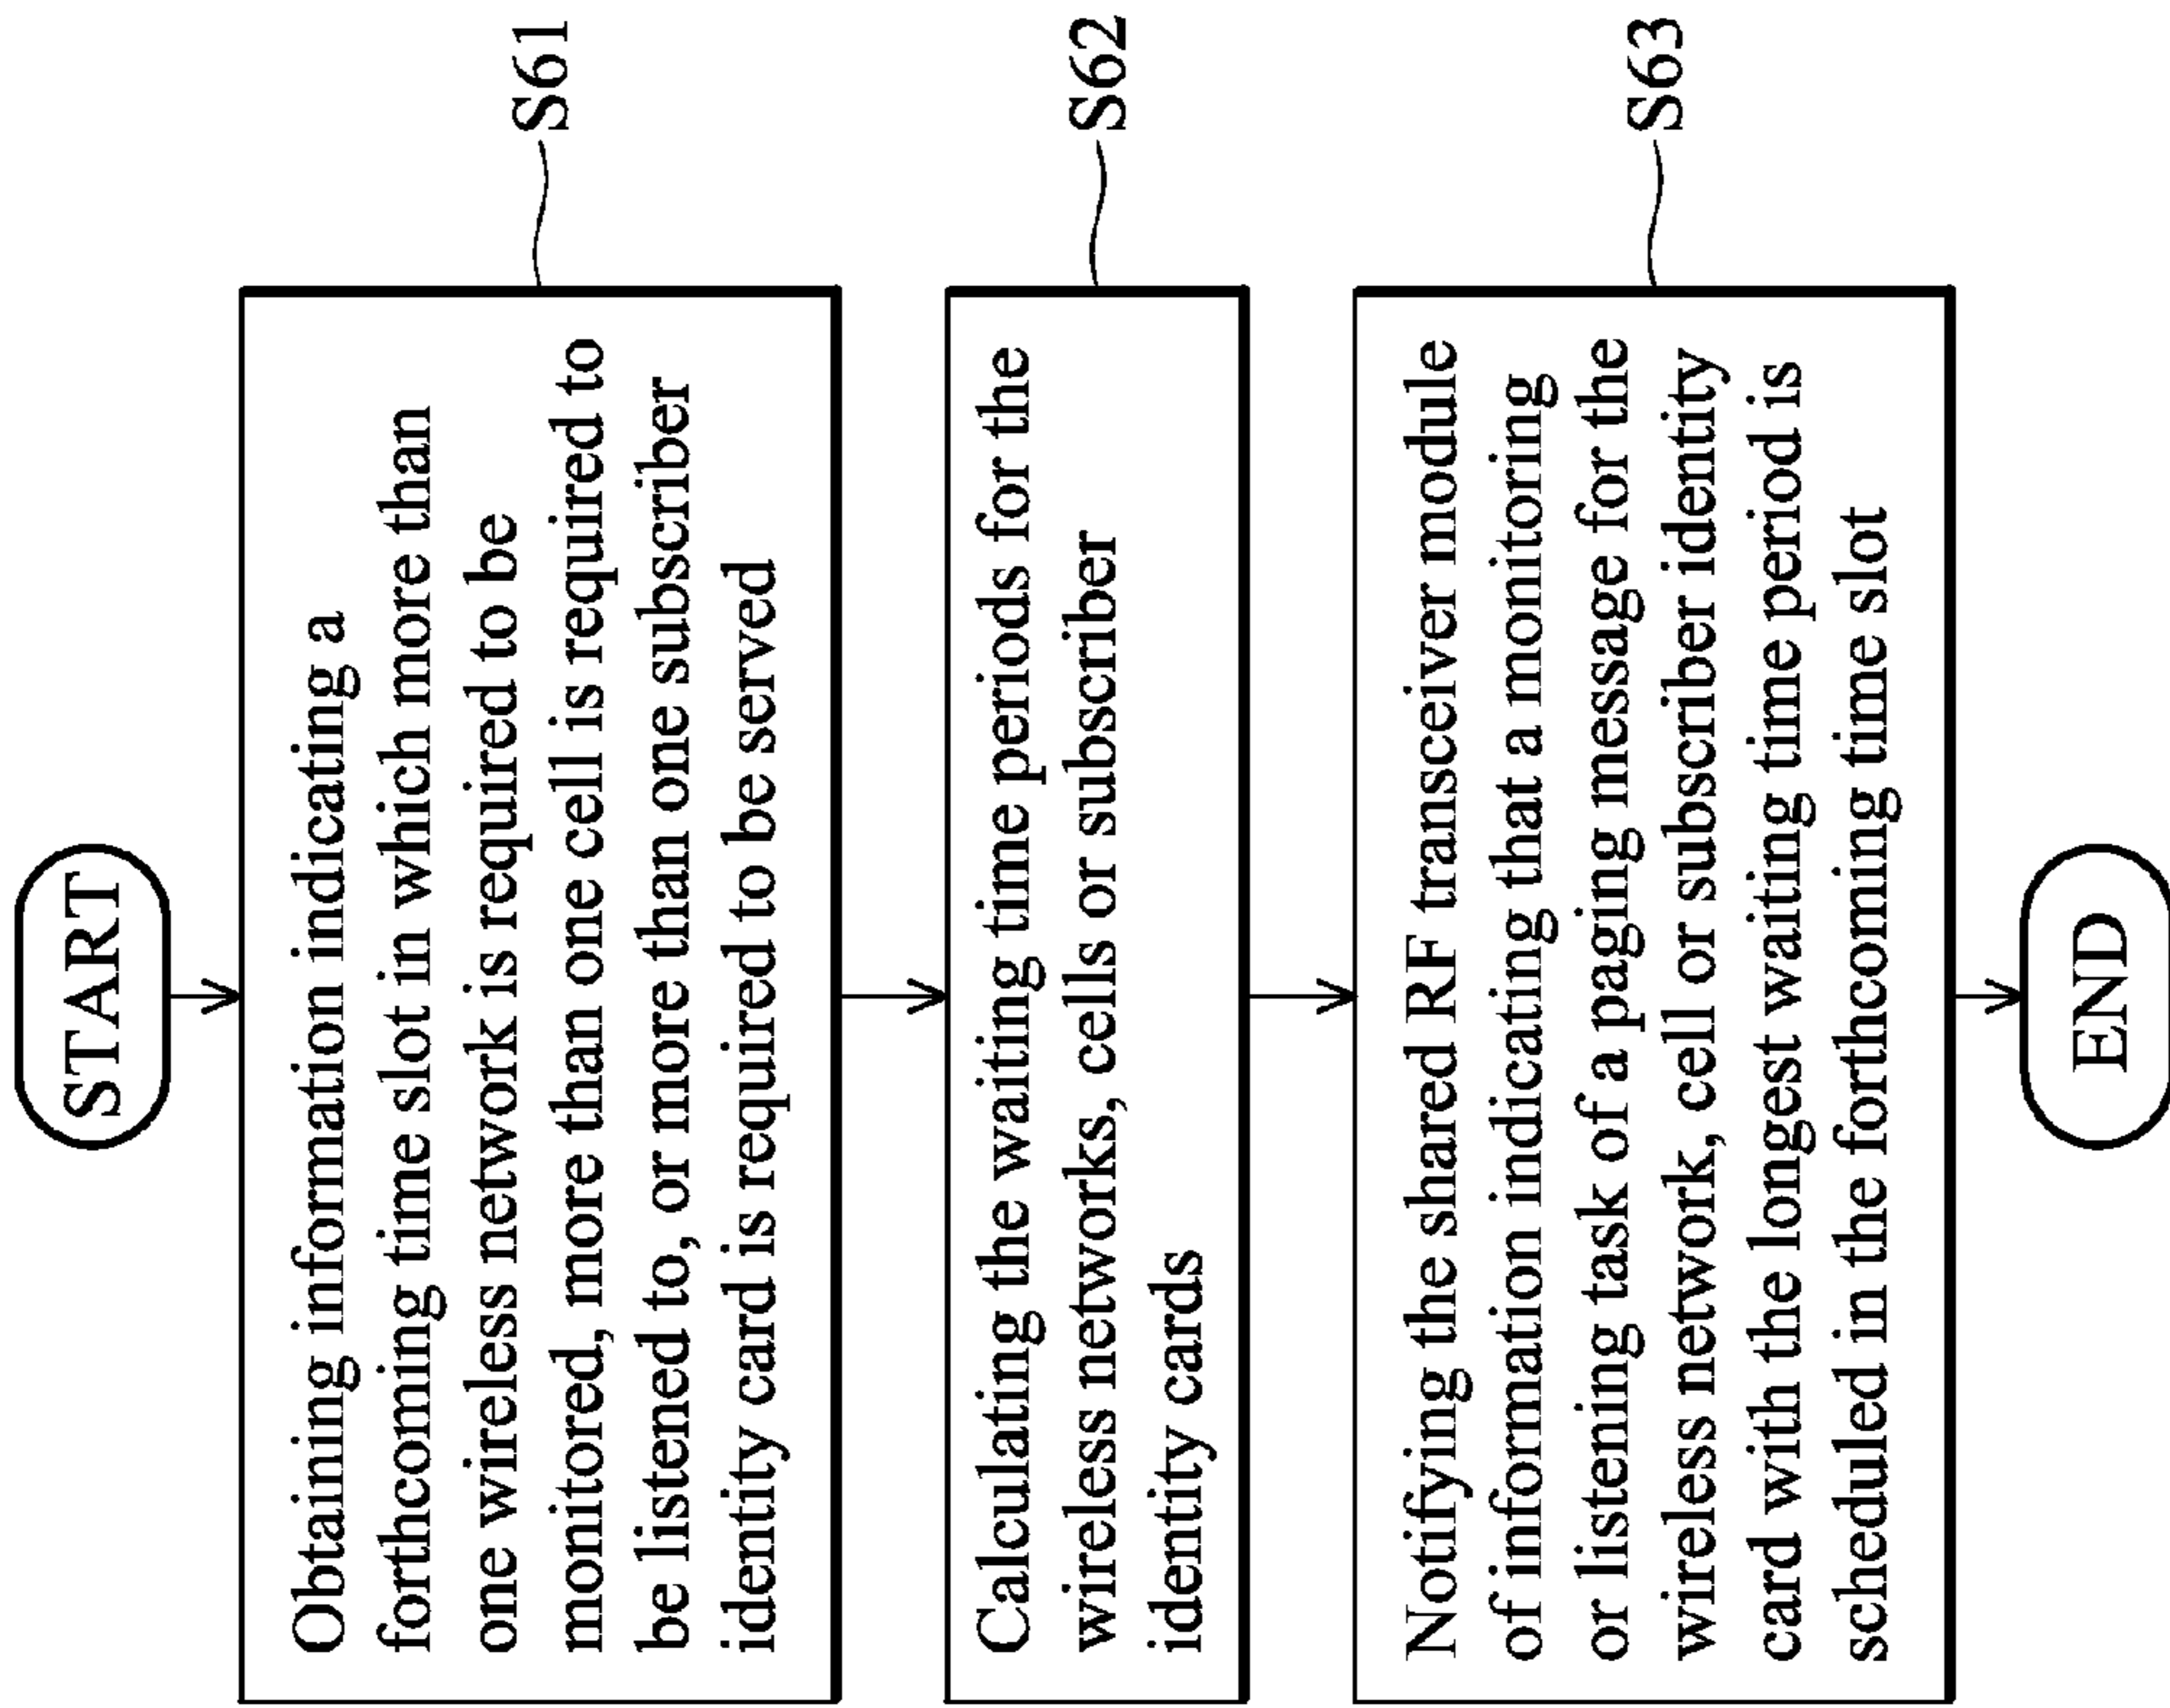 START
Obtaining information indicating a
forthcoming time slot in which more than
one wireless network is required to be
monitored, more than one cell is required to
be listened to, or more than one subscriber
identity card is required to be served
S61
Calculating the waiting time periods for the
wireless networks, cells or subscriber
identity cards
S62
Notifying the shared RF transceiver module
of information indicating that a monitoring
or listening task of a paging message for the
wireless network, cell or subscriber identity
card with the longest waiting time period is
scheduled in the forthcoming time slot
S63
END